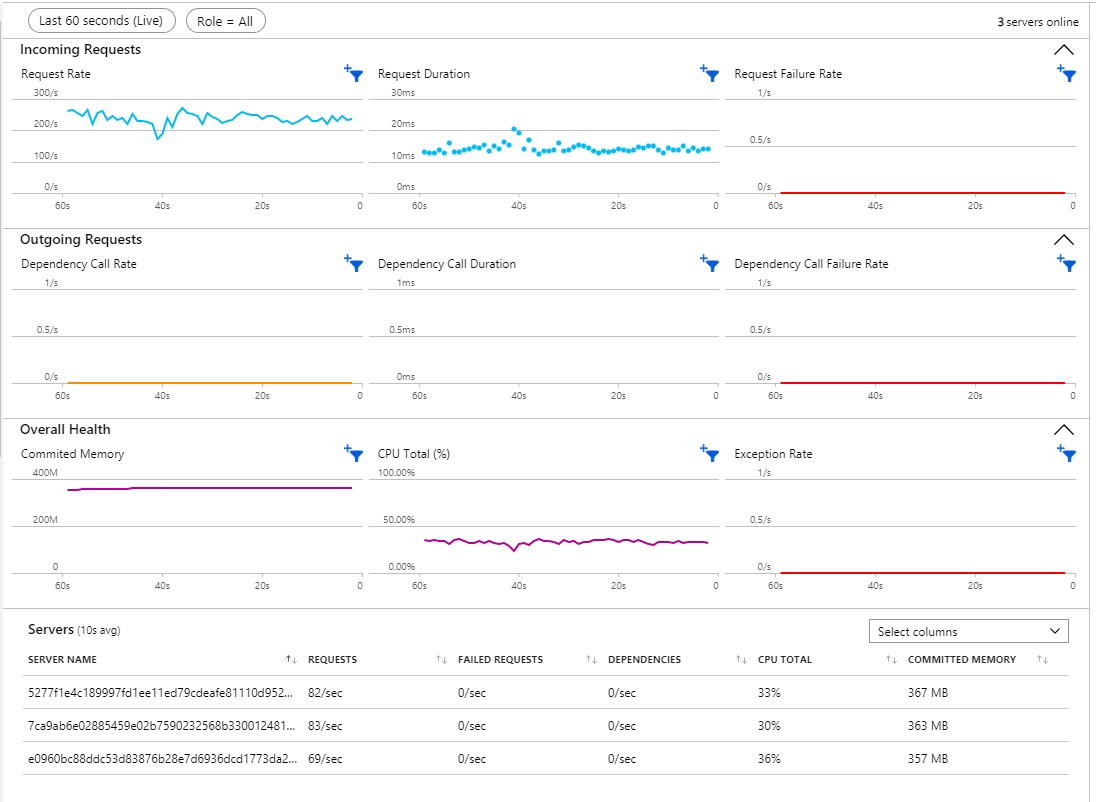 Last 60 seconds (Live) Role = All 3 servers online
Incoming Requests
Request Rate Request Duration Request Failure Rate
300/s 30ms 1/s
200/s 20ms 0.5/s
100/s 10ms
0/s 0ms 0/s
60s 40s 20s 0 60s 40s 20s 0 60s 40s 20s 0
Outgoing Requests
Dependency Call Rate Dependency Call Duration Dependency Call Failure Rate
1/s 1ms 1/s
0.5/s 0.5ms 0.5/s
0/s 0ms 0/s
60s 40s 20s 0 60s 40s 20s 0 60s 40s 20s 0
Overall Health
Commited Memory CPU Total (%) Exception Rate
400M 100.00% 1/s
200M 50.00% 0.5/s
0 0.00% 0/s
60s 40s 20s 0 60s 40s 20s 0 60s 40s 20s 0
Servers (10s avg) Select columns
SERVER NAME REQUESTS FAILED REQUESTS DEPENDENCIES CPU TOTAL COMMITTED MEMORY
5277f1e4c189997fd1ee11ed79cdeafe81110d952... 82/sec 0/sec 0/sec 33% 367 MB
7ca9ab6e02885459e02b7590232568b330012481... 83/sec 0/sec 0/sec 30% 363 MB
e0960bc88ddc53d83876b28e7d6936dcd1773da2... 69/sec 0/sec 0/sec 36% 357 MB